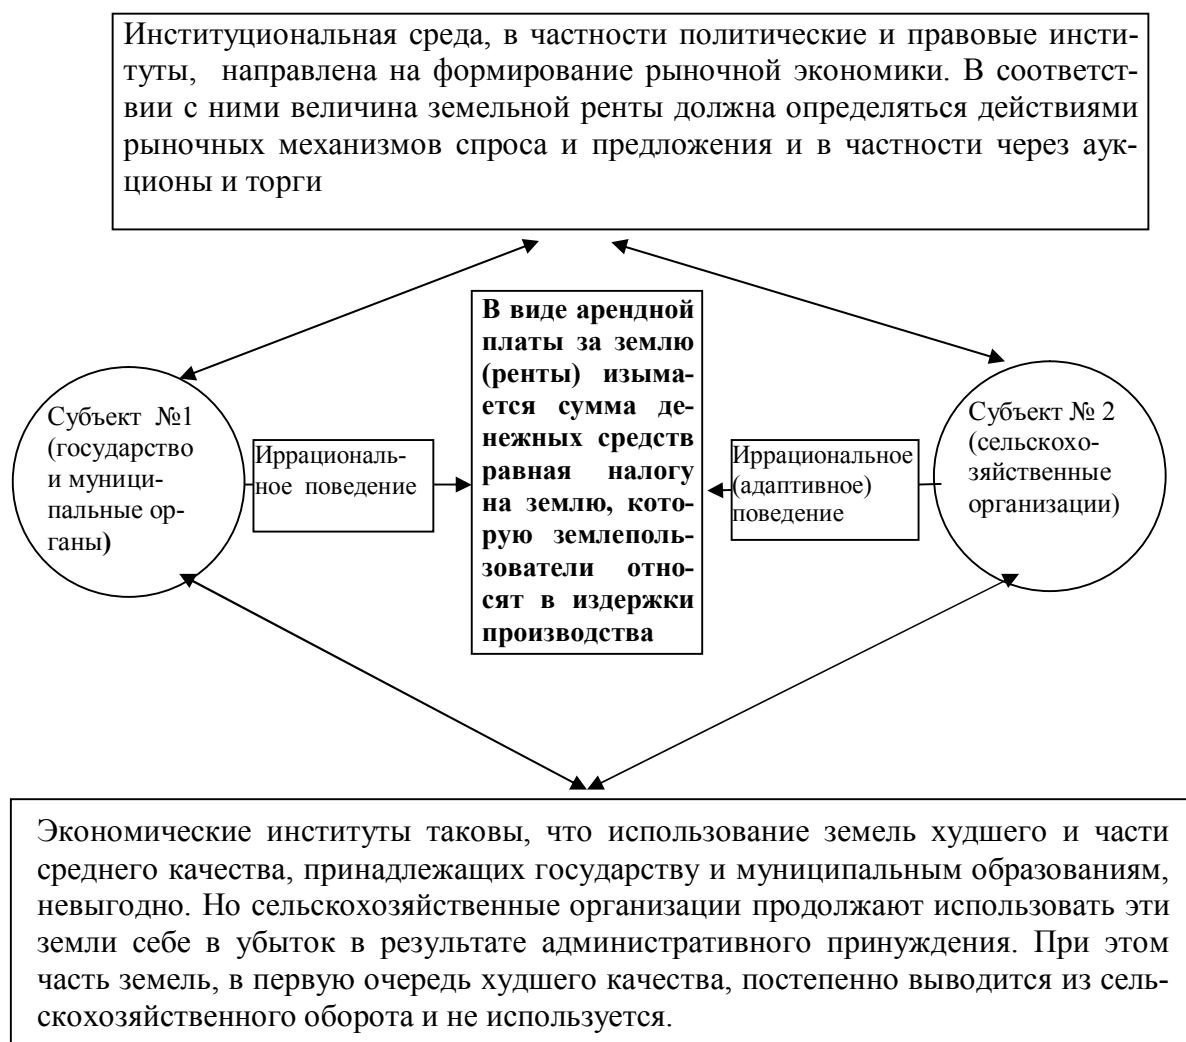 Институциональная среда, в частности политические и правовые инсти-
туты, направлена на формирование рыночной экономики. В соответст-
вии с ними величина земельной ренты должна определяться действиями
рыночных механизмов спроса и предложения и в частности через аук-
ционы и торги
Субъект №1
(государство
и муници-
пальные ор-
ганы)
Иррациональ-
ное поведение
В виде арендной
платы за землю
(ренты) изыма-
ется сумма де-
нежных средств
равная налогу
на землю, кото-
рую землеполь-
зователи отно-
сят в издержки
производства
Иррациональное
(адаптивное)
поведение
Субъект № 2
(сельскохо-
зяйственные
организации)
Экономические институты таковы, что использование земель худшего и части
среднего качества, принадлежащих государству и муниципальным образованиям,
невыгодно. Но сельскохозяйственные организации продолжают использовать эти
земли себе в убыток в результате административного принуждения. При этом
часть земель, в первую очередь худшего качества, постепенно выводится из сель-
скохозяйственного оборота и не используется.